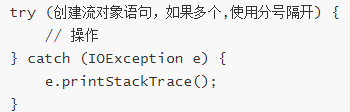 try (创建流对象语句，如果多个,使用分号隔开) {
    // 操作
} catch (IOException e) {
    e.printStackTrace();
}